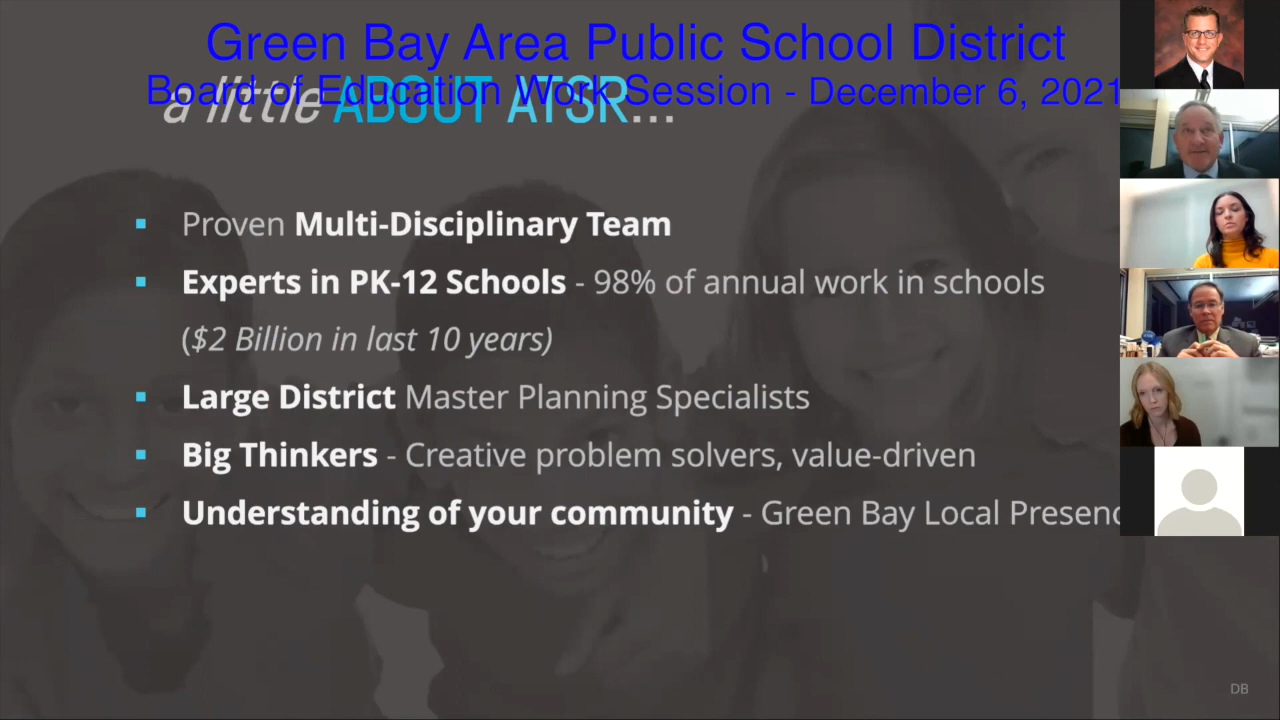 Green Bay Area Public School District
Board of Education Work Session - December 6, 2021
a little ABOUT ATSR...
▪ Proven Multi-Disciplinary Team
▪ Experts in PK-12 Schools - 98% of annual work in schools
($2 Billion in last 10 years)
▪ Large District Master Planning Specialists
▪ Big Thinkers - Creative problem solvers, value-driven
▪ Understanding of your community - Green Bay Local Presenc
DB